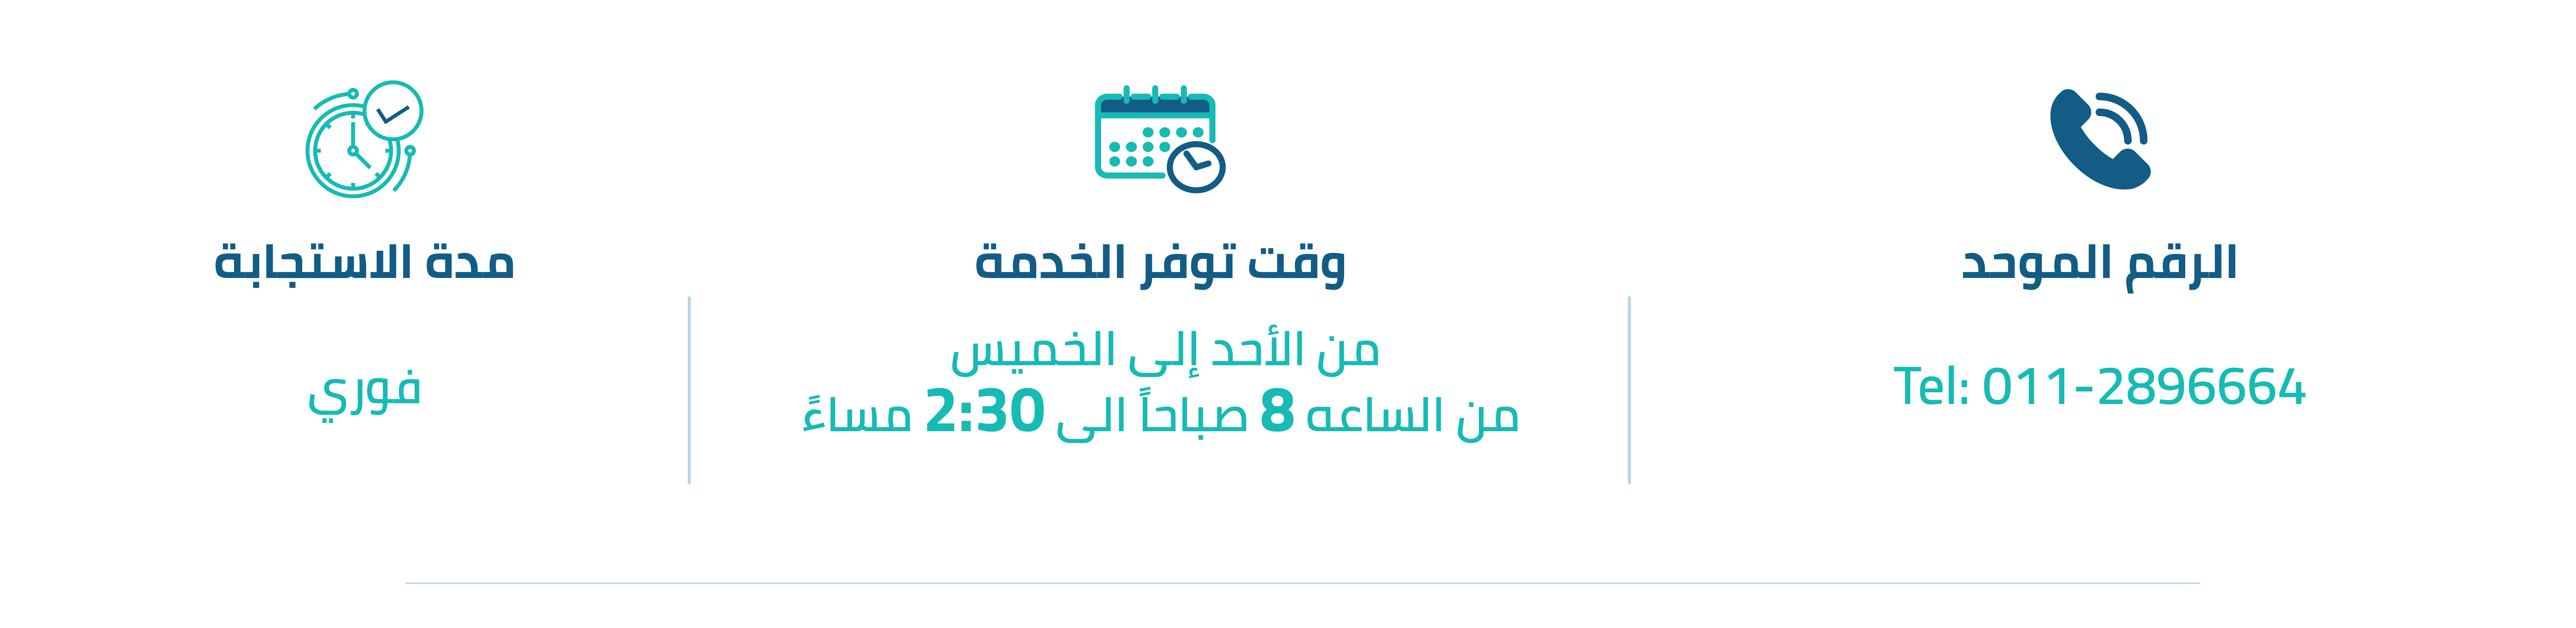 الرقم الموحد
Tel: 011-2896664
وقت توفر الخدمة
من الأحد إلى الخميس
من الساعه 8 صباحاً الى 2:30 مساءً
مدة الاستجابة
فوري